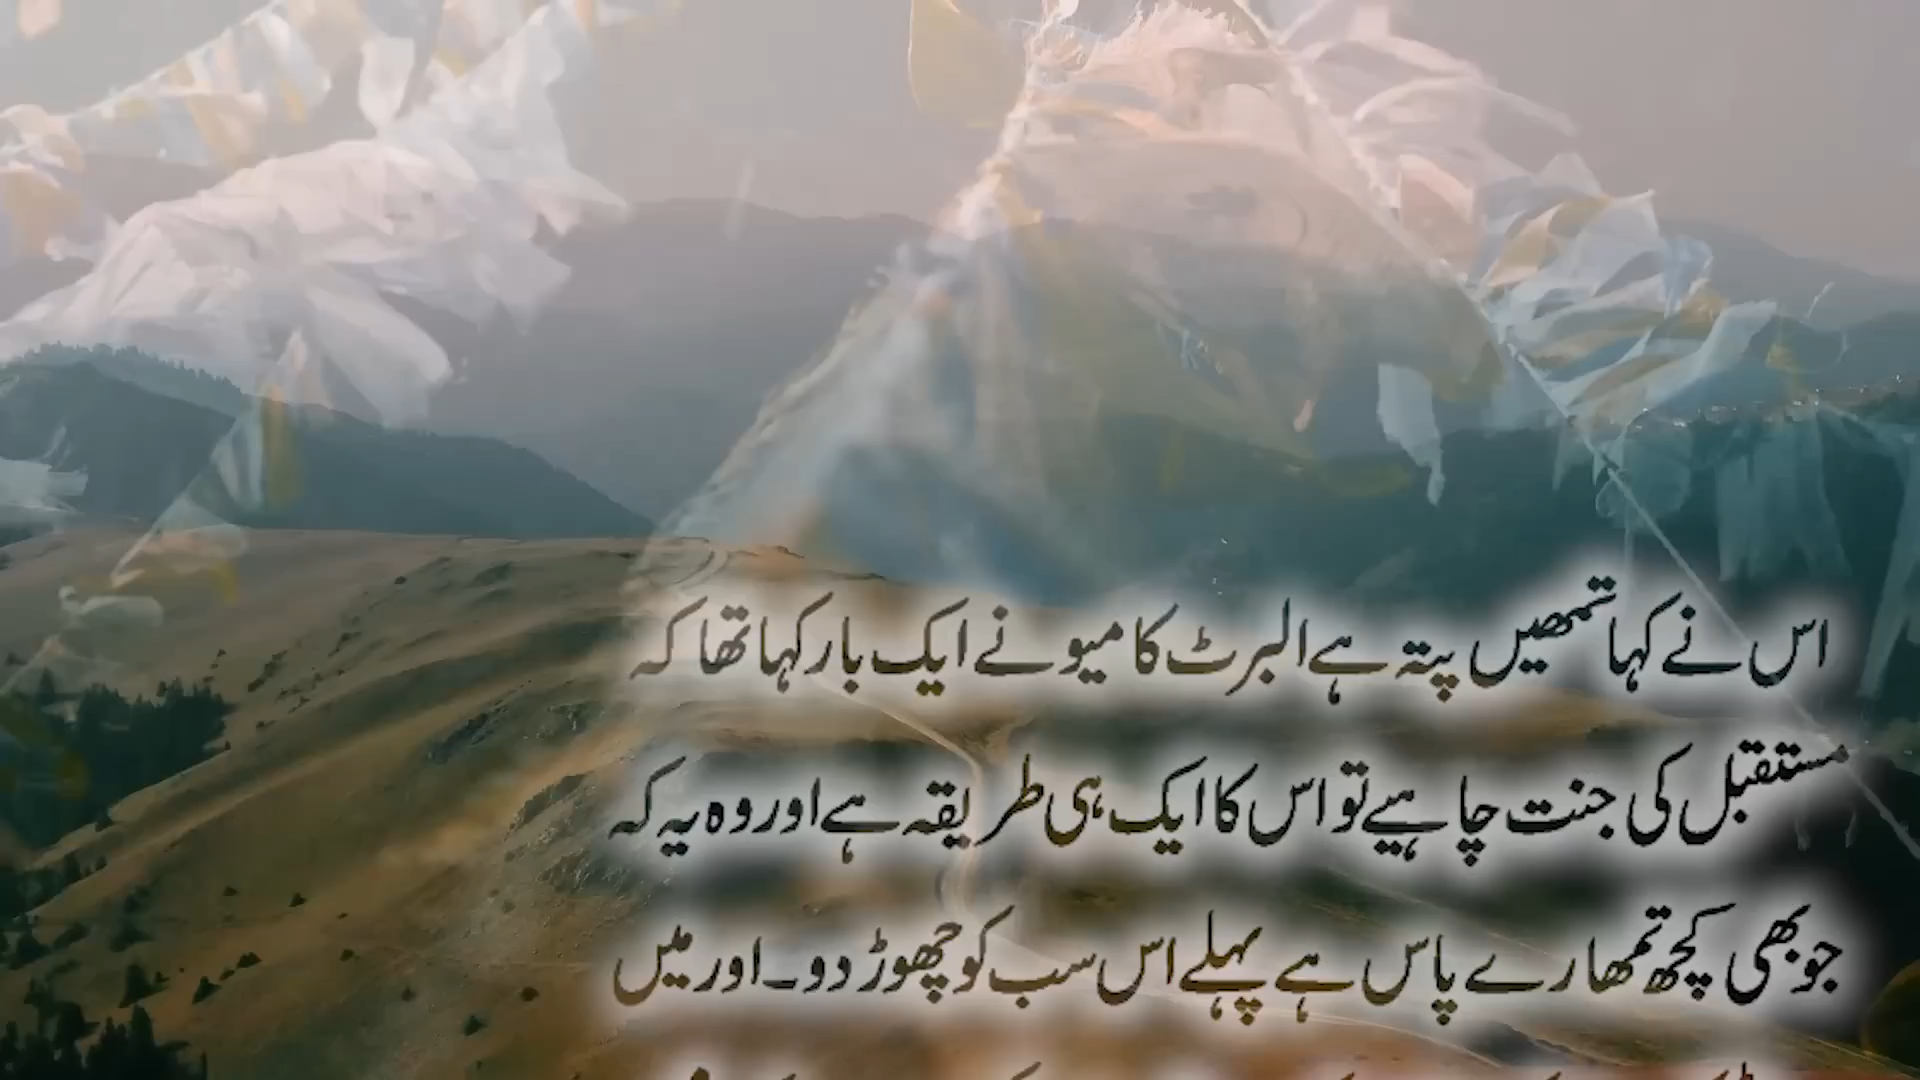 اس نے کہا تمھیں پتہ ہے البرٹ کامیو نے ایک بار کہا تھا کہ
مستقبل کی جنت چاہیے تو اس کا ایک ہی طریقہ ہے اور وہ یہ کہ
جو بھی کچھ تمھارے پاس ہے پہلے اس سب کو چھوڑ دو۔ اور میں